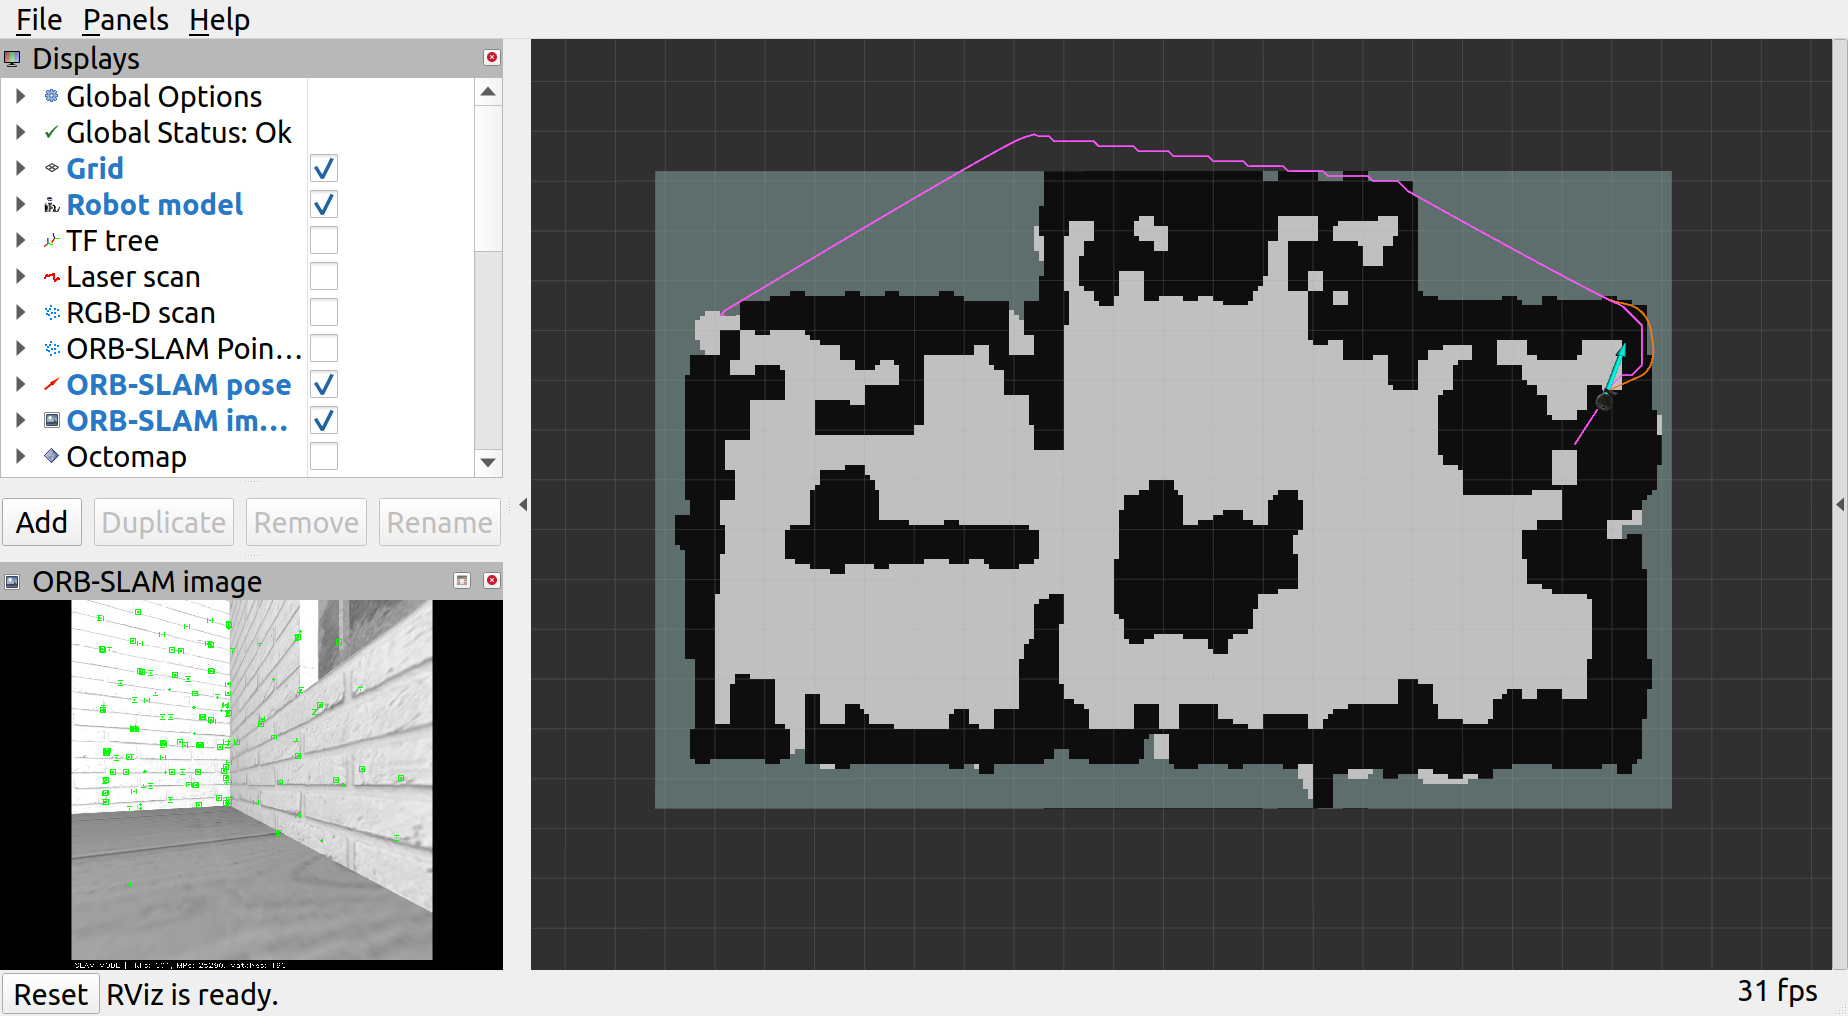 File Panels Help
Displays
Global Options
Global Status: Ok
Grid
Robot model
TF tree
Laser scan
RGB-D scan
ORB-SLAM Poin...
ORB-SLAM pose
ORB-SLAM im...
Octomap
Add Duplicate Remove Rename
ORB-SLAM image
SLAM MODE |
Reset RViz is ready. 31 fps